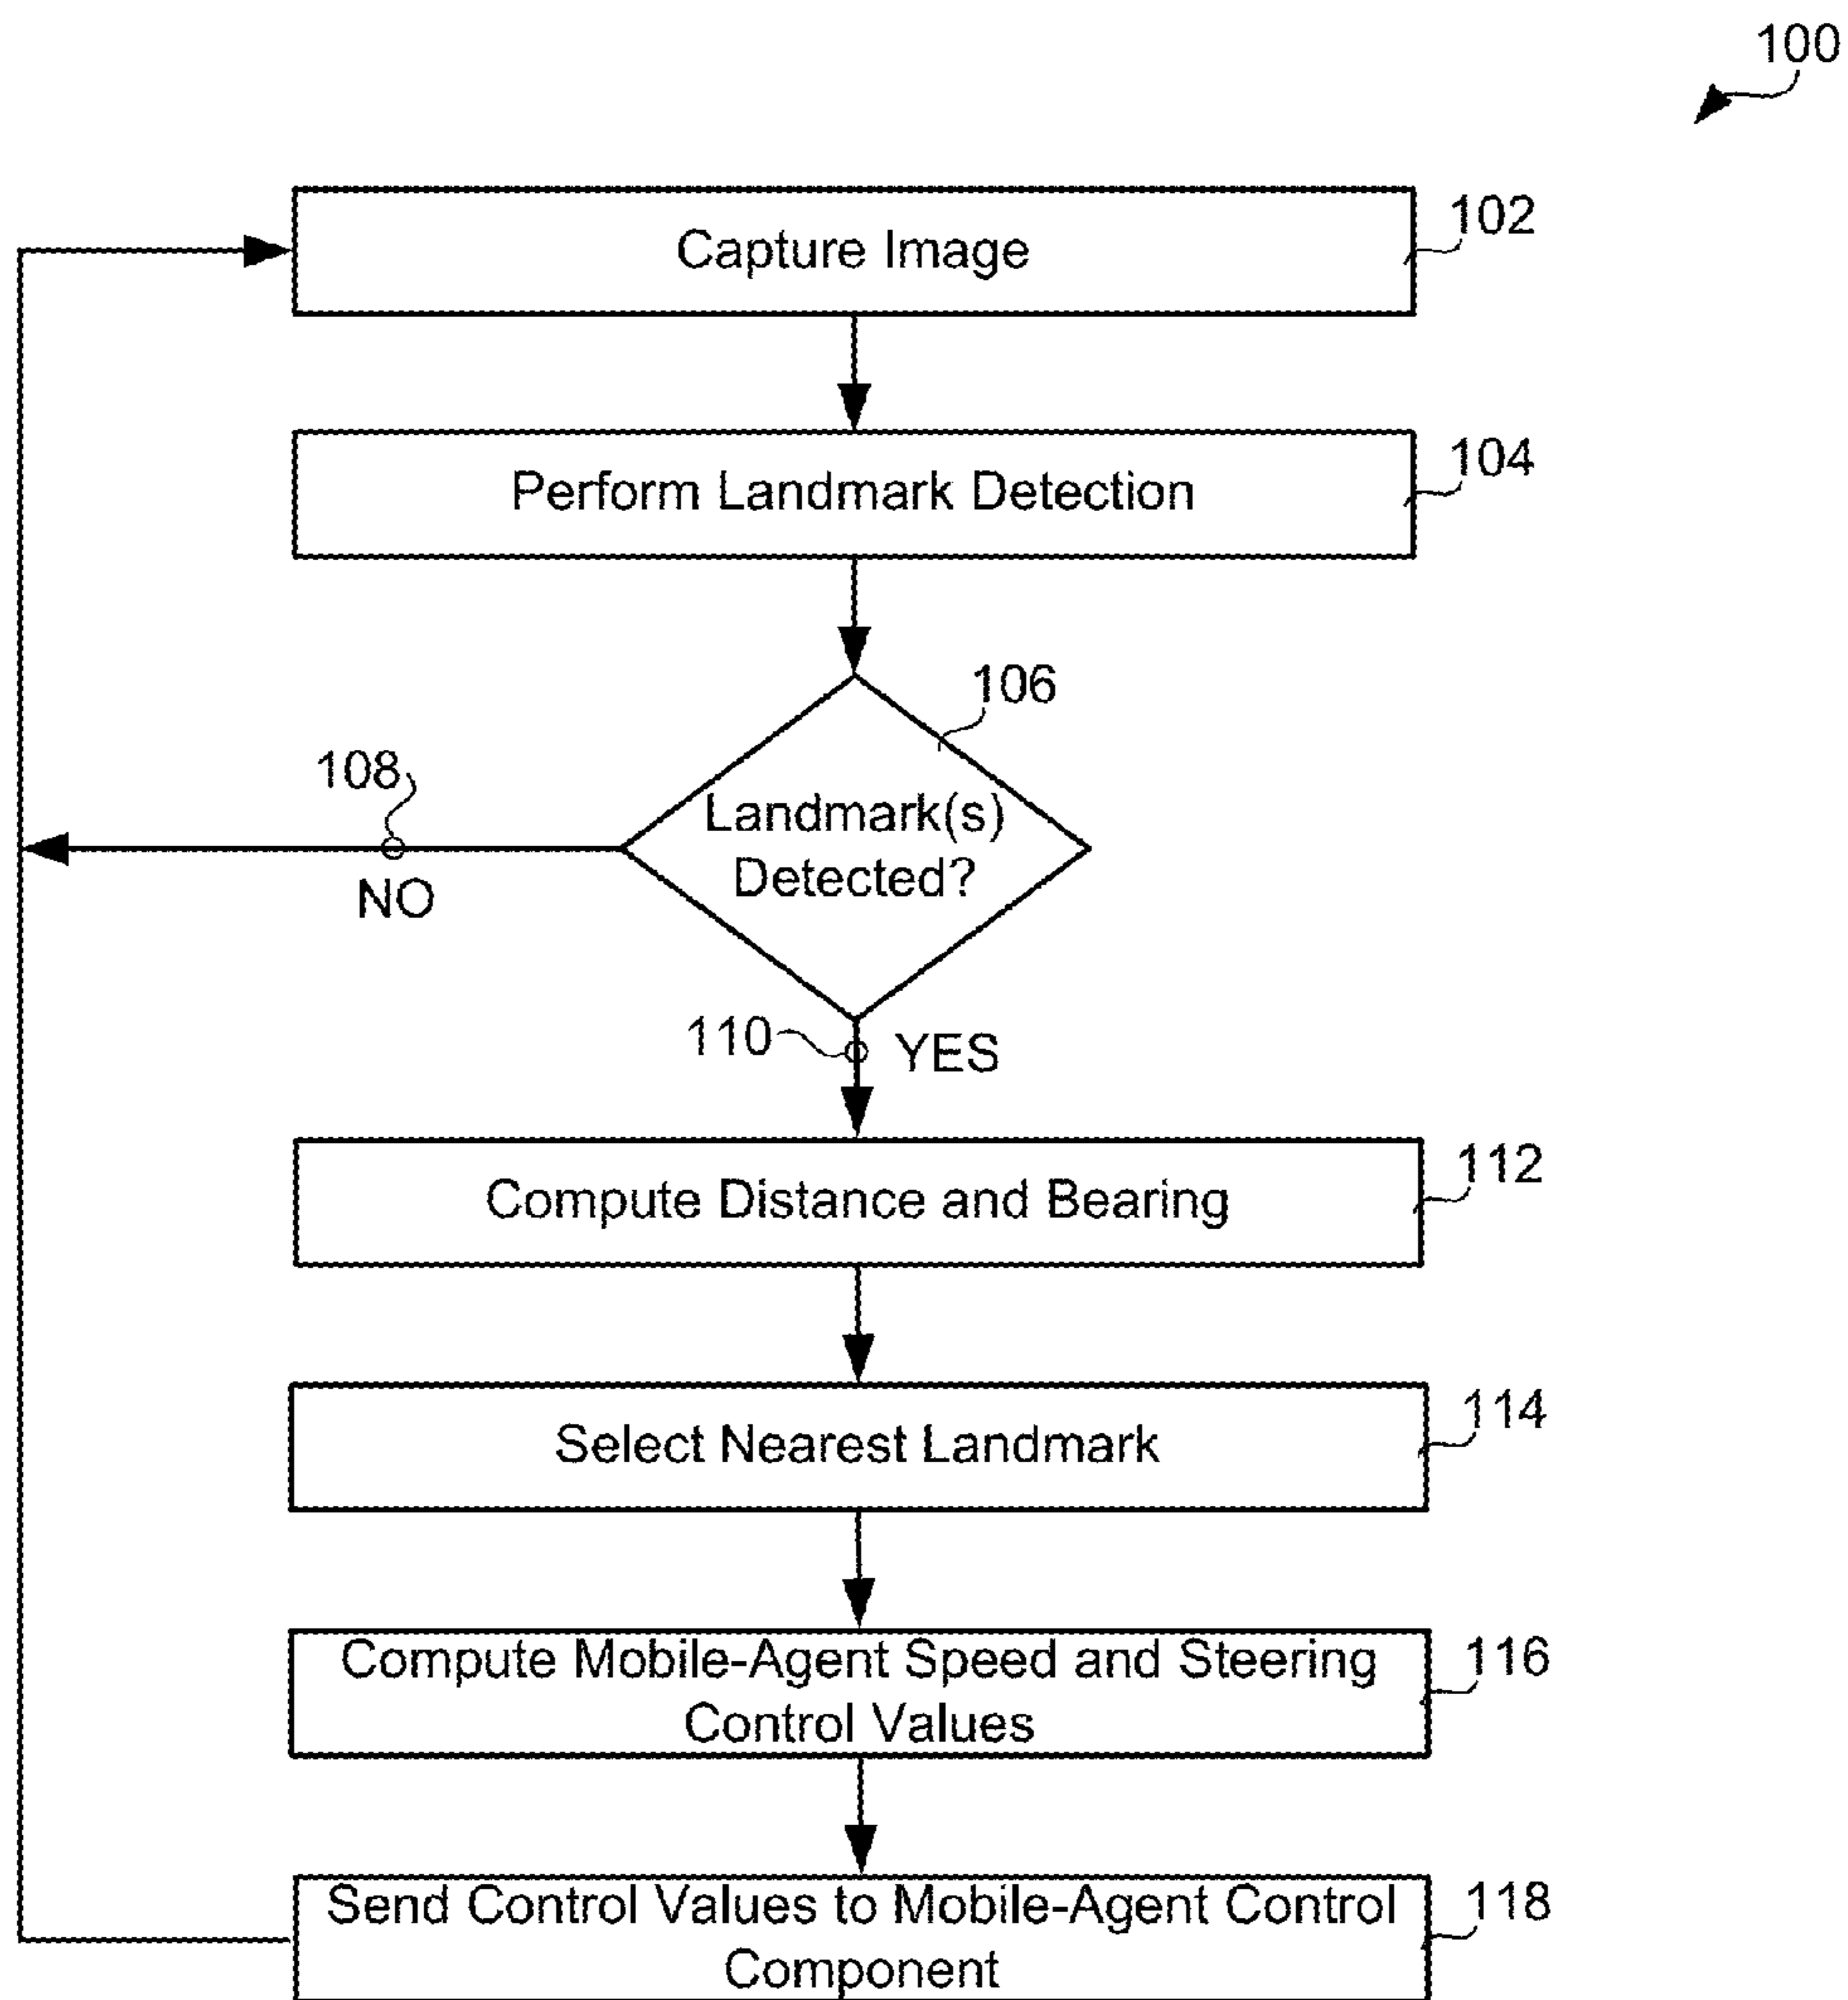 100
Capture Image
102
Perform Landmark Detection
104
106
Landmark(s)
Detected?
108
NO
110
YES
Compute Distance and Bearing
112
Select Nearest Landmark
114
Compute Mobile-Agent Speed and Steering
Control Values
116
Send Control Values to Mobile-Agent Control
Component
118